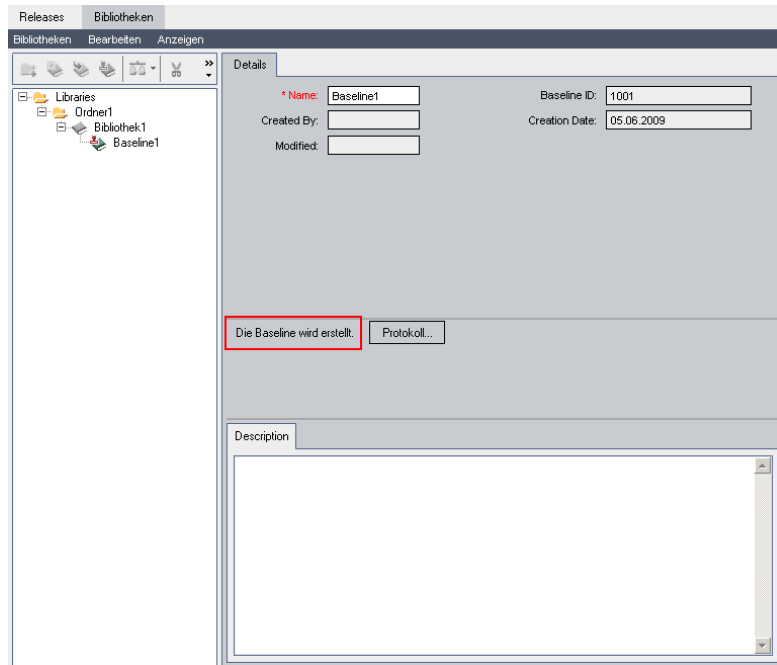 Releases Bibliotheken
Bibliotheken Bearbeiten Anzeigen
Details
Libraries
Ordner1
Bibliothek1
Baseline1
* Name: Baseline1 Baseline ID: 1001
Created By: Creation Date: 05.06.2009
Modified:
Die Baseline wird erstellt. Protokoll...
Description